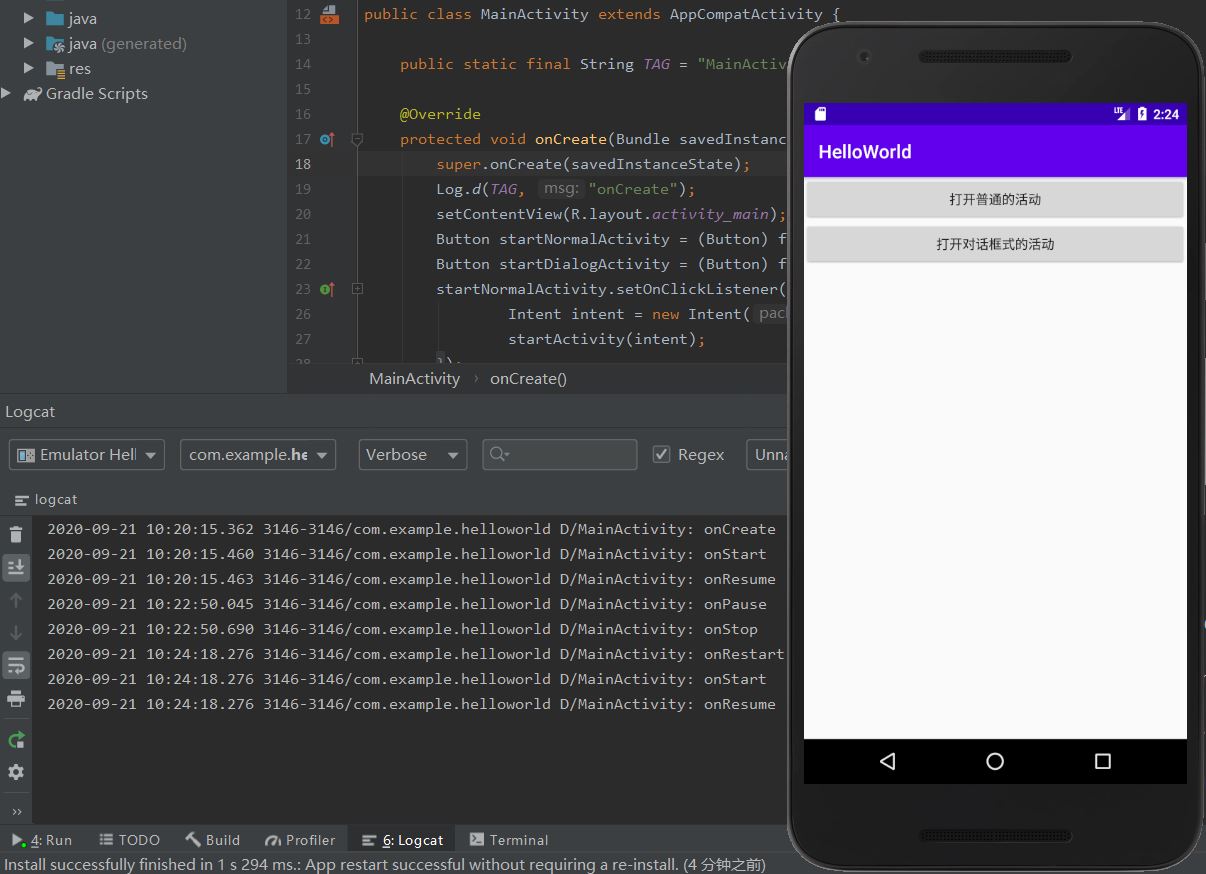 java
java (generated)
res
Gradle Scripts
12 public class MainActivity extends AppCompatActivity {
13
14 public static final String TAG = "MainActiv
15
16 @Override
17 protected void onCreate(Bundle savedInstanc
18 super.onCreate(savedInstanceState);
19 Log.d(TAG, msg: "onCreate");
20 setContentView(R.layout.activity_main);
21 Button startNormalActivity = (Button) f
22 Button startDialogActivity = (Button) f
23 startNormalActivity.setOnClickListener(
26 Intent intent = new Intent( pack
27 startActivity(intent);
28 });
MainActivity › onCreate()
LTE 2:24
HelloWorld
打开普通的活动
打开对话框式的活动
Logcat
Emulator Hell com.example.he Verbose Regex Unna
logcat
2020-09-21 10:20:15.362 3146-3146/com.example.helloworld D/MainActivity: onCreate
2020-09-21 10:20:15.460 3146-3146/com.example.helloworld D/MainActivity: onStart
2020-09-21 10:20:15.463 3146-3146/com.example.helloworld D/MainActivity: onResume
2020-09-21 10:22:50.045 3146-3146/com.example.helloworld D/MainActivity: onPause
2020-09-21 10:22:50.690 3146-3146/com.example.helloworld D/MainActivity: onStop
2020-09-21 10:24:18.276 3146-3146/com.example.helloworld D/MainActivity: onRestart
2020-09-21 10:24:18.276 3146-3146/com.example.helloworld D/MainActivity: onStart
2020-09-21 10:24:18.276 3146-3146/com.example.helloworld D/MainActivity: onResume
4: Run TODO Build Profiler 6: Logcat Terminal
Install successfully finished in 1 s 294 ms.: App restart successful without requiring a re-install. (4 分钟之前)